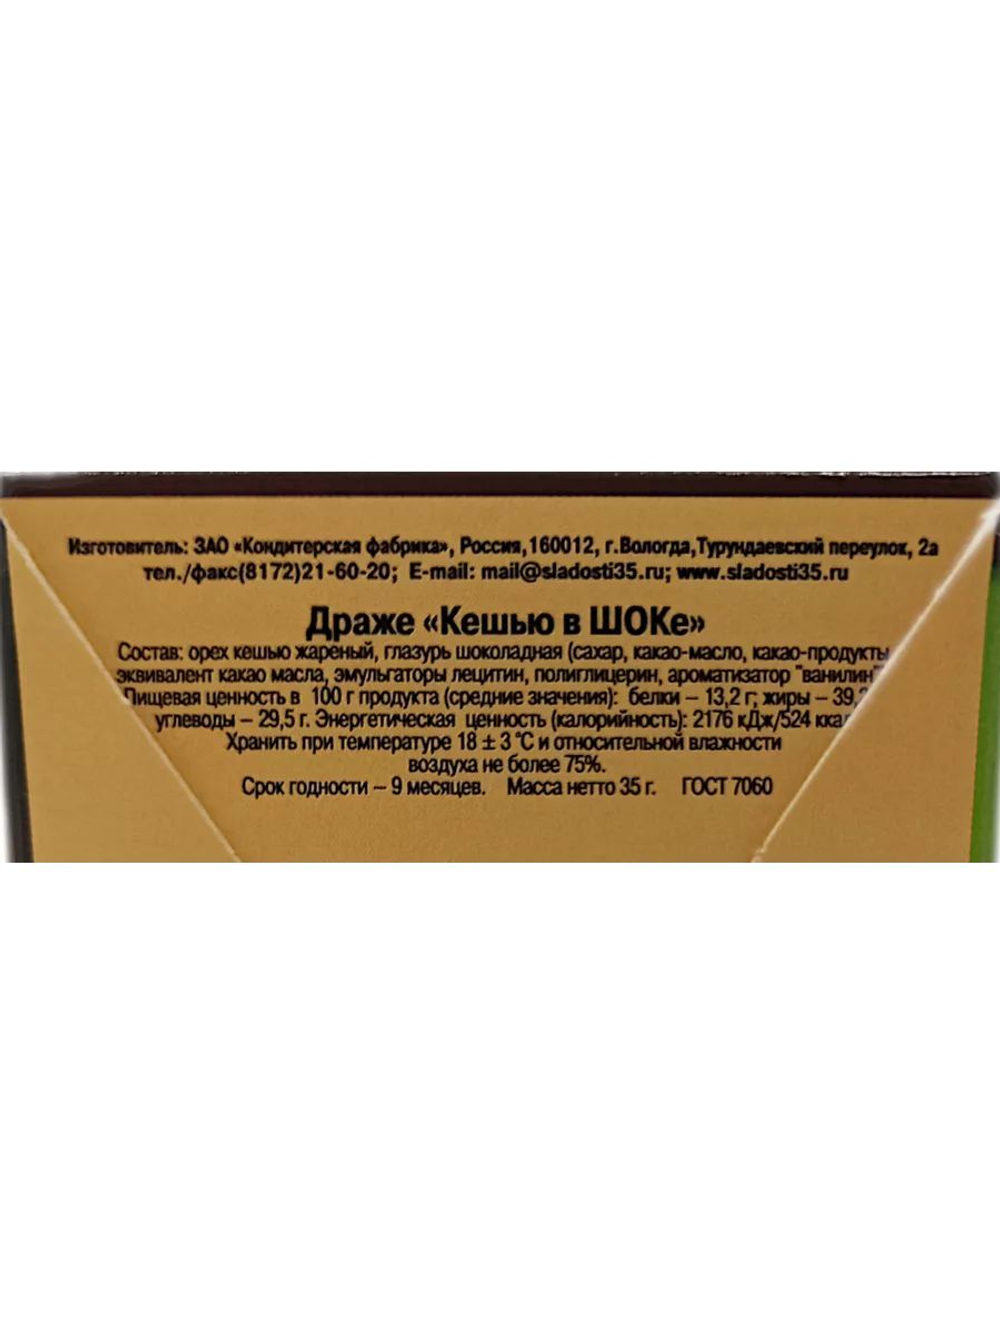 Изготовитель: ЗАО «Кондитерская фабрика», Россия,160012, г.Вологда,Турундаевский переулок, 2а
тел./факс(8172)21-60-20; E-mail: mail@sladosti35.ru; www.sladosti35.ru
Драже «Кешью в ШОКе»
Состав: орех кешью жареный, глазурь шоколадная (сахар, какао-масло, какао-продукты,
эквивалент какао масла, эмульгаторы лецитин, полиглицерин, ароматизатор "ванилин"
Пищевая ценность в 100 г продукта (средние значения): белки – 13,2 г; жиры –
углеводы – 29,5 г. Энергетическая ценность (калорийность): 2176 кДж/524
Хранить при температуре 18 ± 3 °С и относительной влажности
воздуха не более 75%.
Срок годности – 9 месяцев. Масса нетто 35 г. ГОСТ 7060